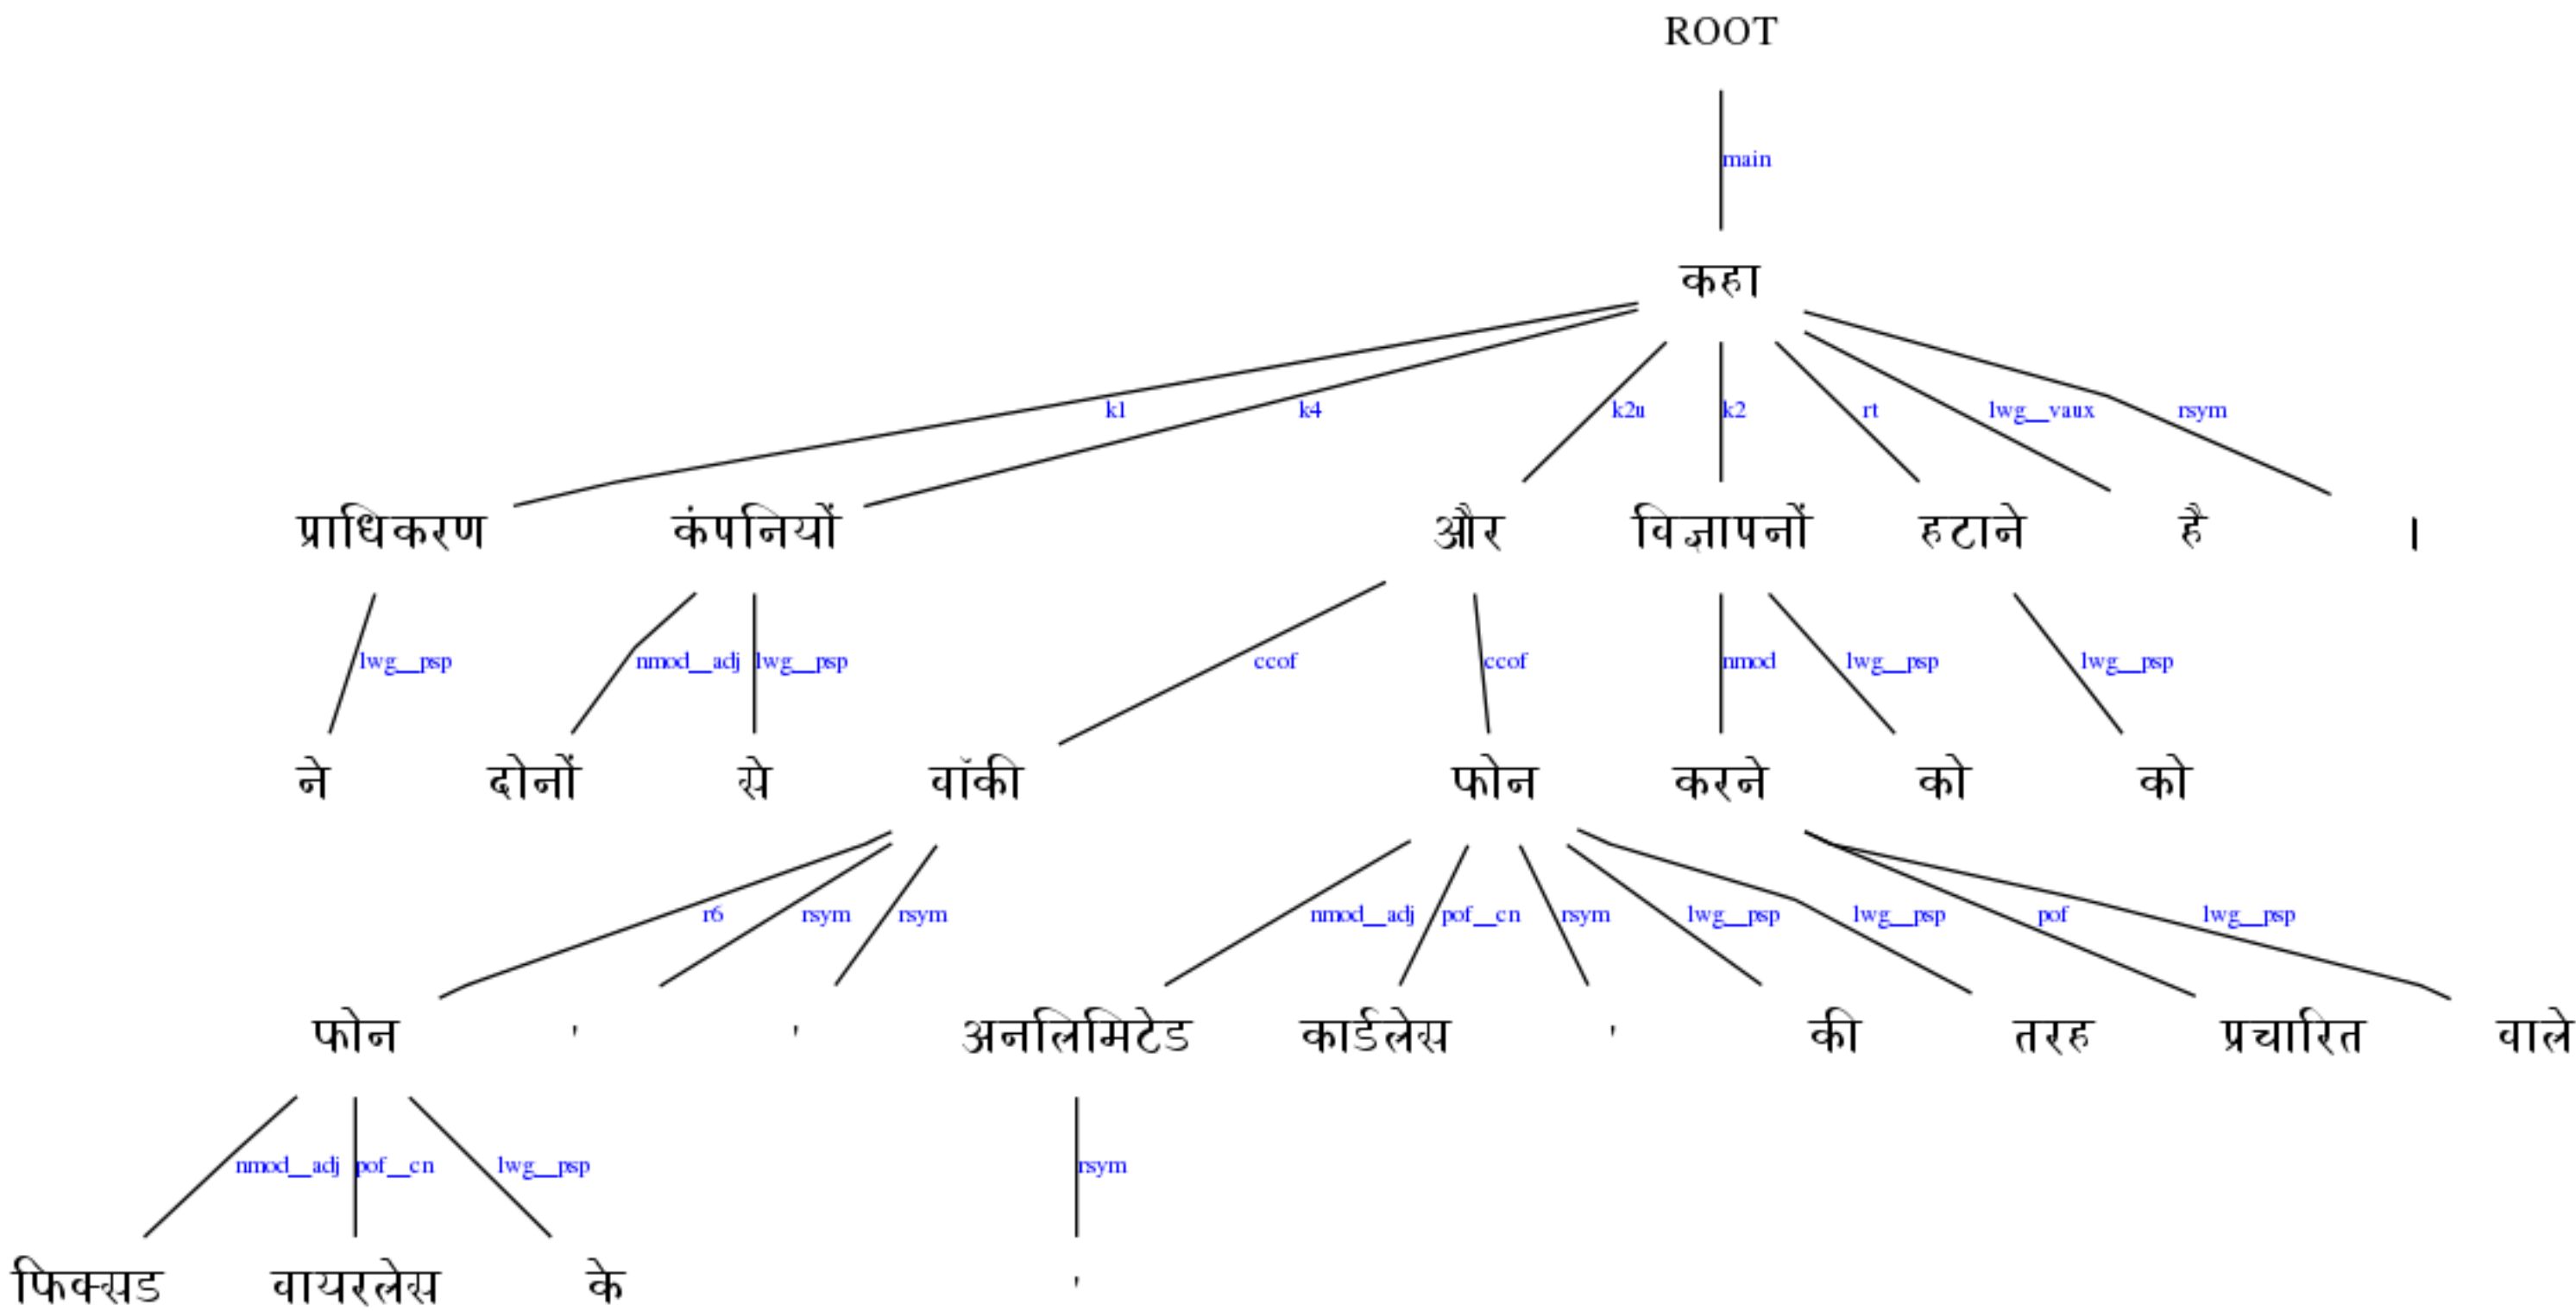 ROOT
main
कहा
k1 k4 k2u k2 rt lwg__vaux rsym
प्राधिकरण कंपनियों और विज्ञापनों हटाने है ।
lwg__psp nmod__adj lwg__psp ccof ccof nmod lwg__psp lwg__psp
ने दोनों से वॉकी फोन करने को को
r6 rsym rsym nmod__adj pof__cn rsym lwg__psp lwg__psp pof lwg__psp
फोन ' ' अनलिमिटेड कार्डलेस ' की तरह प्रचारित वाले
nmod__adj pof__cn lwg__psp rsym
फिक्सड वायरलेस के '